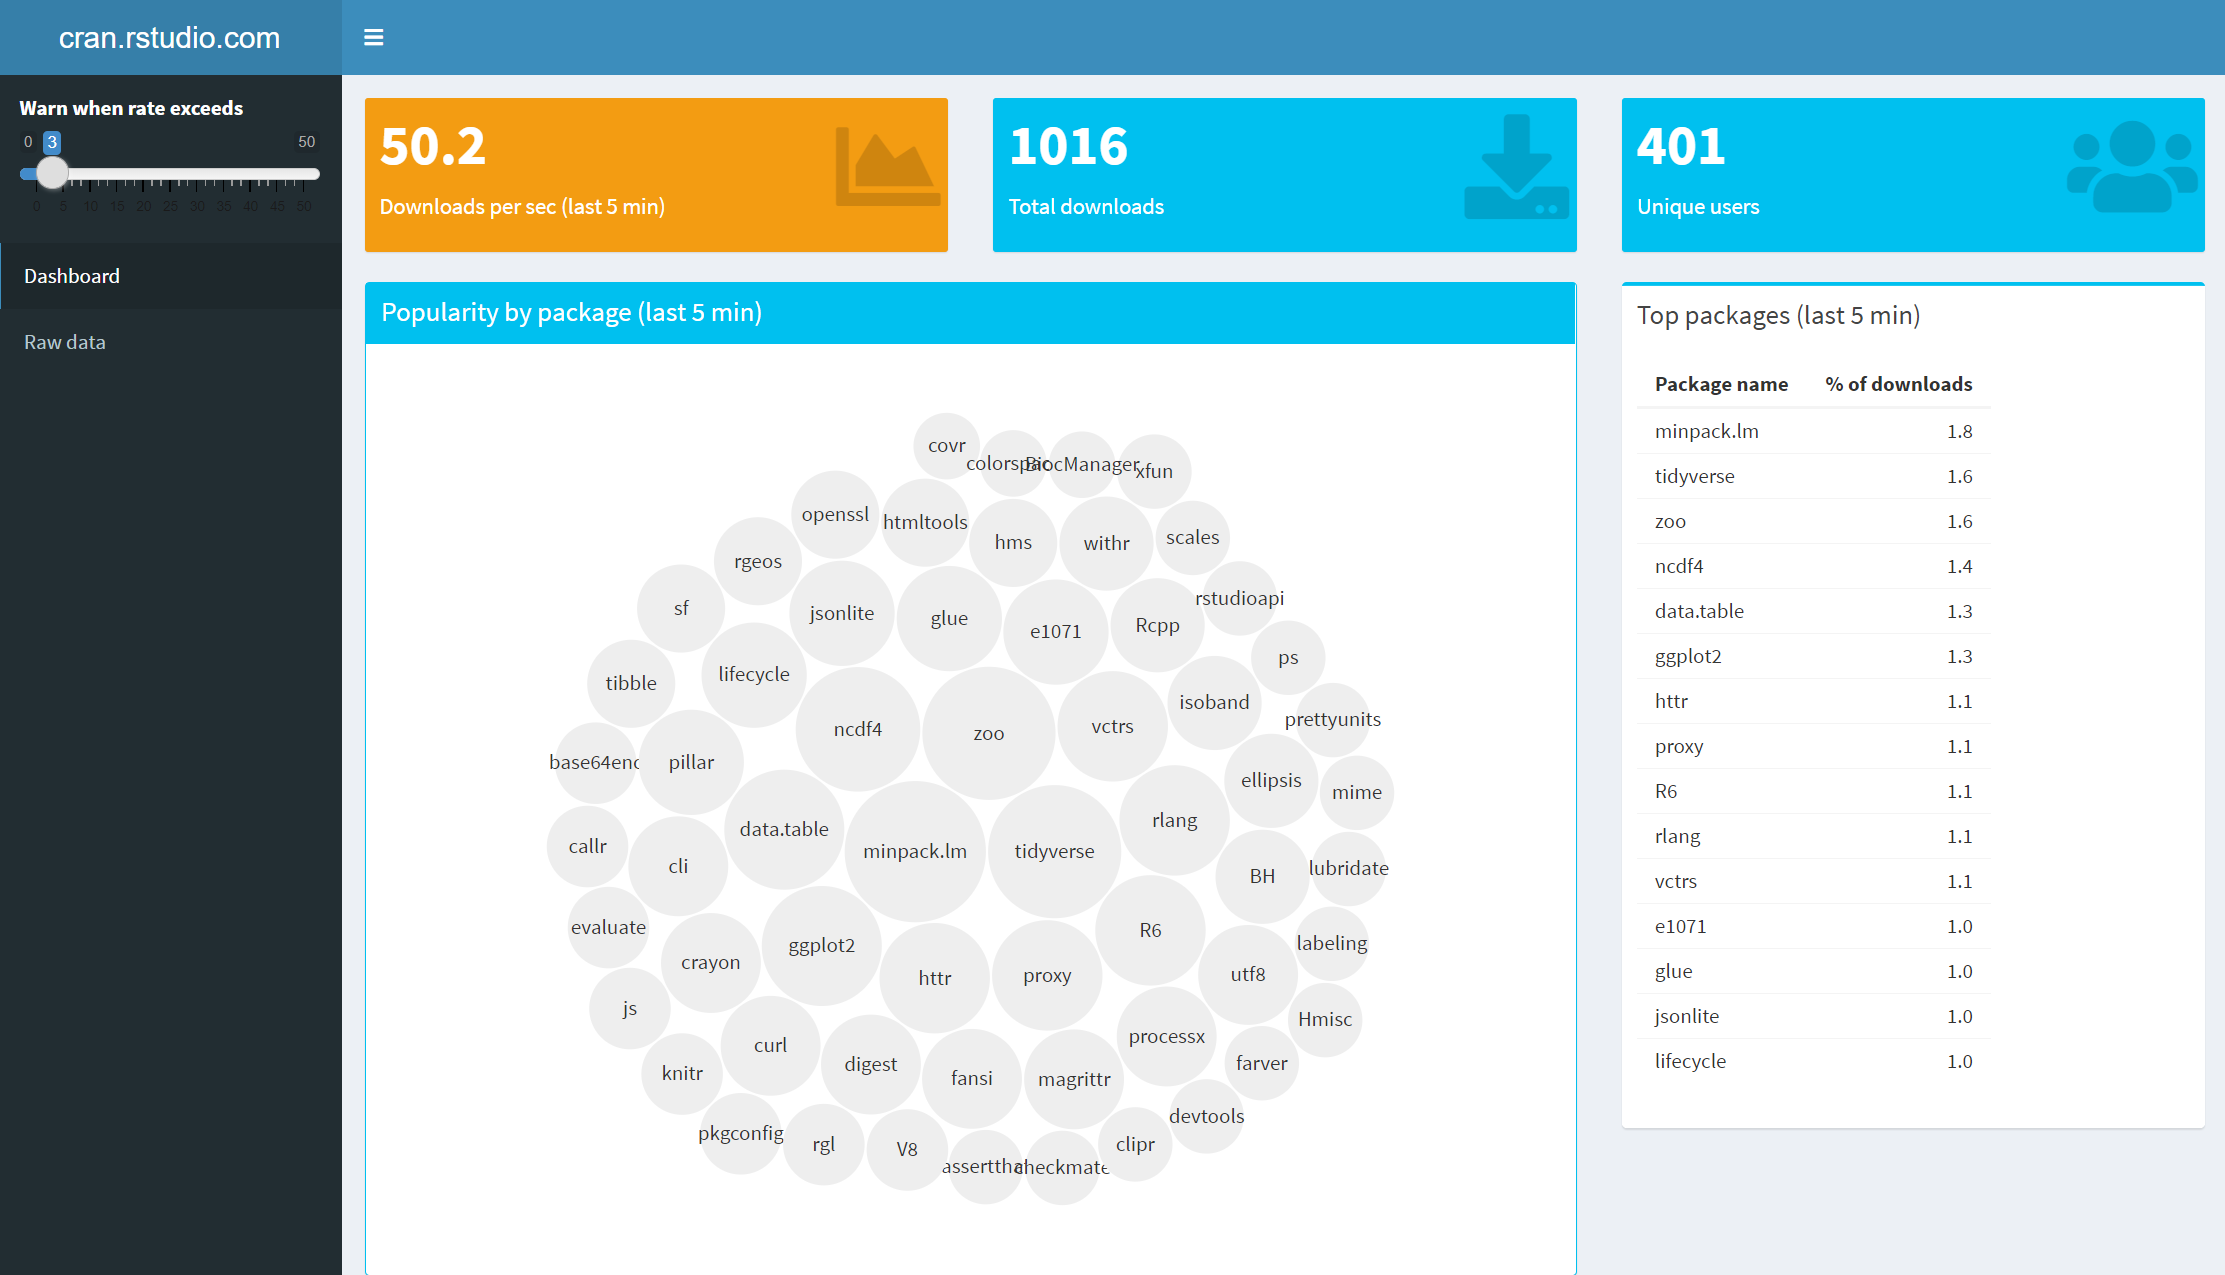 cran.rstudio.com
Warn when rate exceeds
0 3 50
0 5 10 15 20 25 30 35 40 45 50
Dashboard
Raw data
50.2
Downloads per sec (last 5 min)
1016
Total downloads
401
Unique users
Popularity by package (last 5 min)
covr
colorspac
BiocManager
xfun
openssl
htmltools
hms
withr
scales
rgeos
sf
jsonlite
glue
e1071
Rcpp
rstudioapi
tibble
lifecycle
ncdf4
zoo
vctrs
isoband
ps
prettyunits
base64enc
pillar
ellipsis
mime
callr
cli
data.table
minpack.lm
tidyverse
rlang
BH
lubridate
evaluate
crayon
ggplot2
httr
proxy
R6
utf8
labeling
js
knitr
curl
digest
fansi
magrittr
processx
farver
Hmisc
pkgconfig
rgl
V8
asserttha
checkmate
clipr
devtools
Top packages (last 5 min)
Package name % of downloads
minpack.lm 1.8
tidyverse 1.6
zoo 1.6
ncdf4 1.4
data.table 1.3
ggplot2 1.3
httr 1.1
proxy 1.1
R6 1.1
rlang 1.1
vctrs 1.1
e1071 1.0
glue 1.0
jsonlite 1.0
lifecycle 1.0